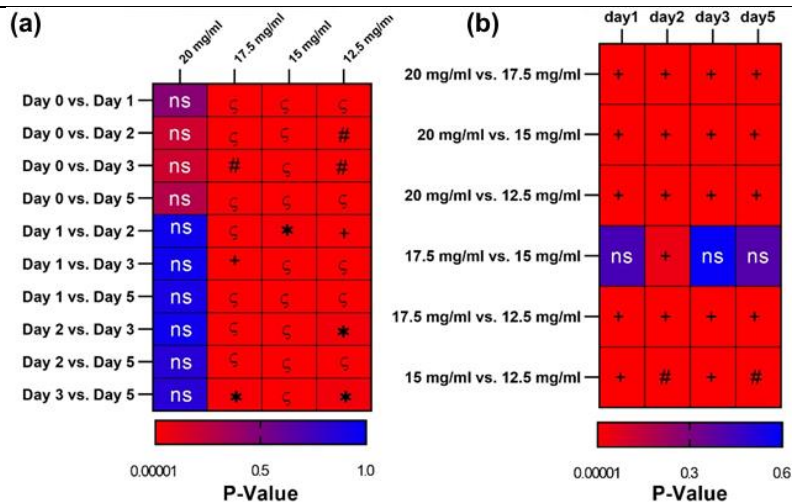 (a)
20 mg/ml 17.5 mg/ml 15 mg/ml 12.5 mg/ml
Day 0 vs. Day 1 ns ς ς ς
Day 0 vs. Day 2 ns ς ς #
Day 0 vs. Day 3 ns # ς #
Day 0 vs. Day 5 ns ς ς ς
Day 1 vs. Day 2 ns ς * +
Day 1 vs. Day 3 ns + ς ς
Day 1 vs. Day 5 ns ς ς ς
Day 2 vs. Day 3 ns ς ς *
Day 2 vs. Day 5 ns ς ς ς
Day 3 vs. Day 5 ns * ς *
0.00001 0.5 1.0
P-Value
(b)
day1 day2 day3 day5
20 mg/ml vs. 17.5 mg/ml + + + +
20 mg/ml vs. 15 mg/ml + + + +
20 mg/ml vs. 12.5 mg/ml + + + +
17.5 mg/ml vs. 15 mg/ml ns + ns ns
17.5 mg/ml vs. 12.5 mg/ml + + + +
15 mg/ml vs. 12.5 mg/ml + # + #
0.00001 0.3 0.6
P-Value